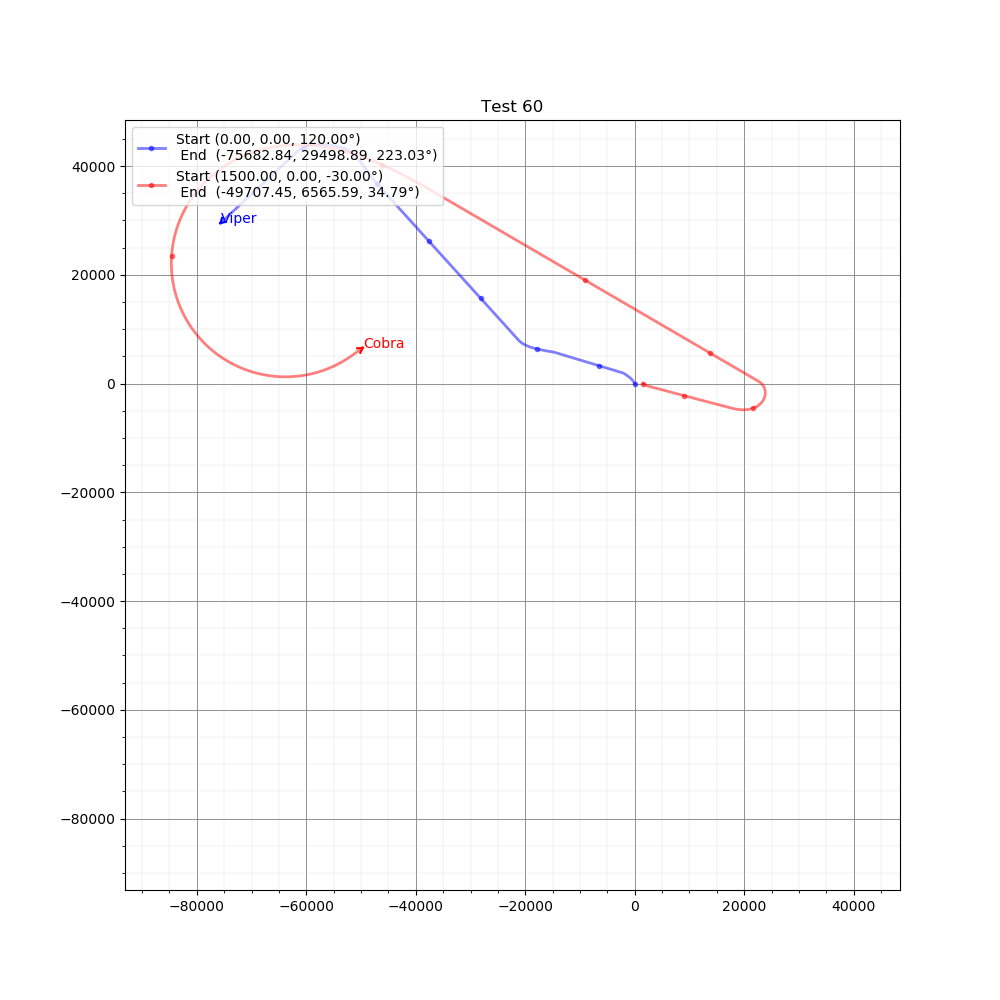 Test 60
Start (0.00, 0.00, 120.00°)
End (-75682.84, 29498.89, 223.03°)
Start (1500.00, 0.00, -30.00°)
End (-49707.45, 6565.59, 34.79°)
Viper
Cobra
40000
20000
0
−20000
−40000
−60000
−80000
−80000
−60000
−40000
−20000
0
20000
40000